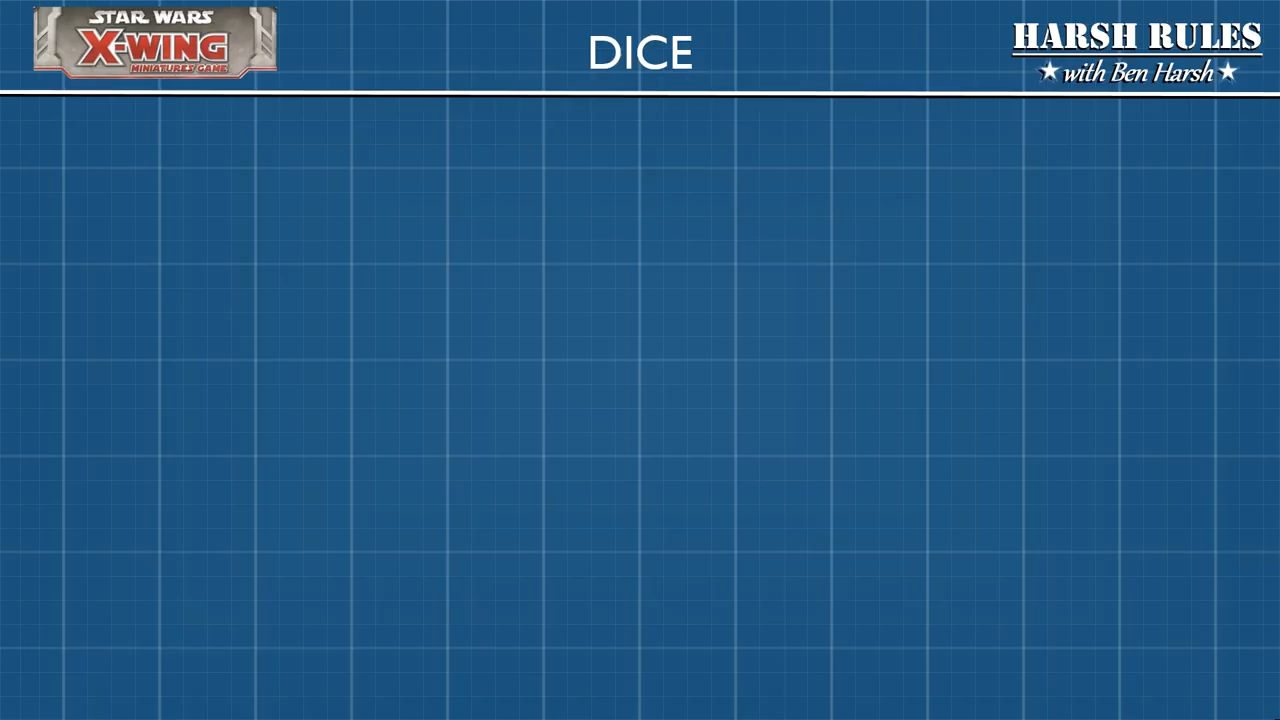 STAR WARS
X-WING
MINIATURES GAME
DICE
HARSH RULES
with Ben Harsh